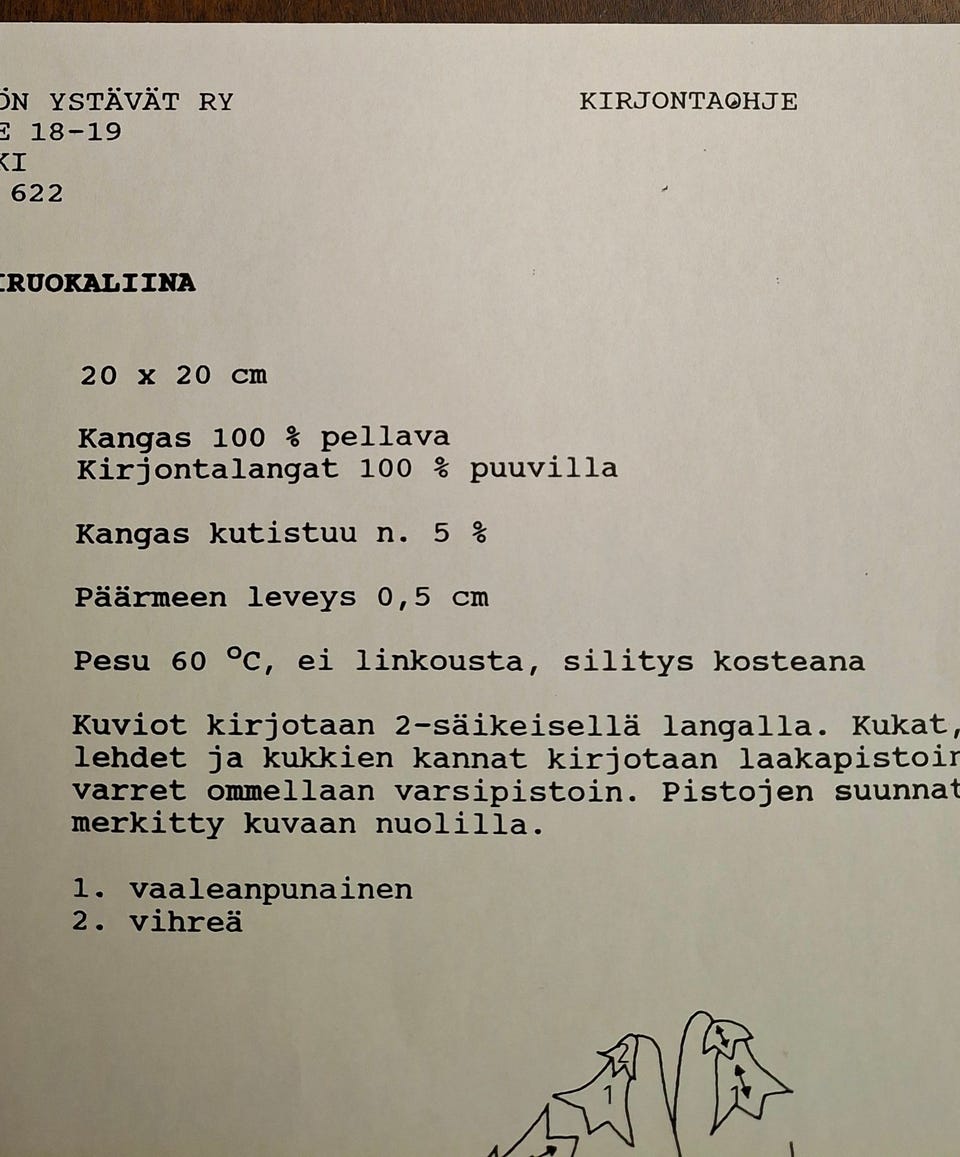 ÖN YSTÄVÄT RY KIRJONTAOHJE
E 18-19
KI
622
IRUOKALIINA
20 x 20 cm
Kangas 100 % pellava
Kirjontalangat 100 % puuvilla
Kangas kutistuu n. 5 %
Päärmeen leveys 0,5 cm
Pesu 60 °C, ei linkousta, silitys kosteana
Kuviot kirjotaan 2-säikeisellä langalla. Kukat,
lehdet ja kukkien kannat kirjotaan laakapistoin
varret ommellaan varsipistoin. Pistojen suunnat
merkitty kuvaan nuolilla.
1. vaaleanpunainen
2. vihreä
2
1 1